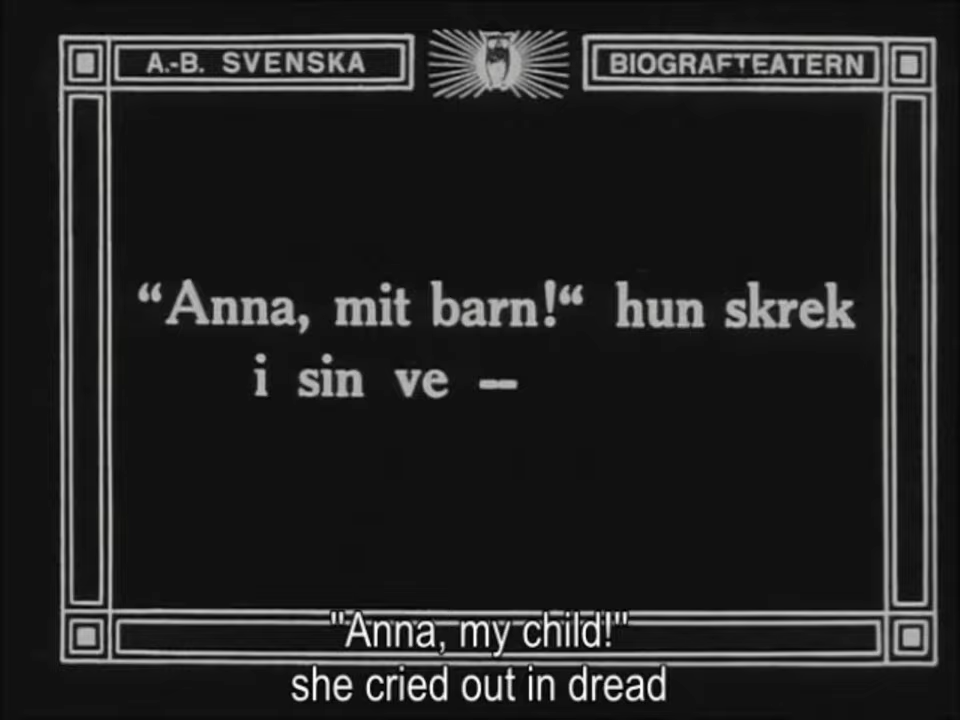 A.-B. SVENSKA BIOGRAFTEATERN
“Anna, mit barn!“ hun skrek
i sin ve —
"Anna, my child!"
she cried out in dread